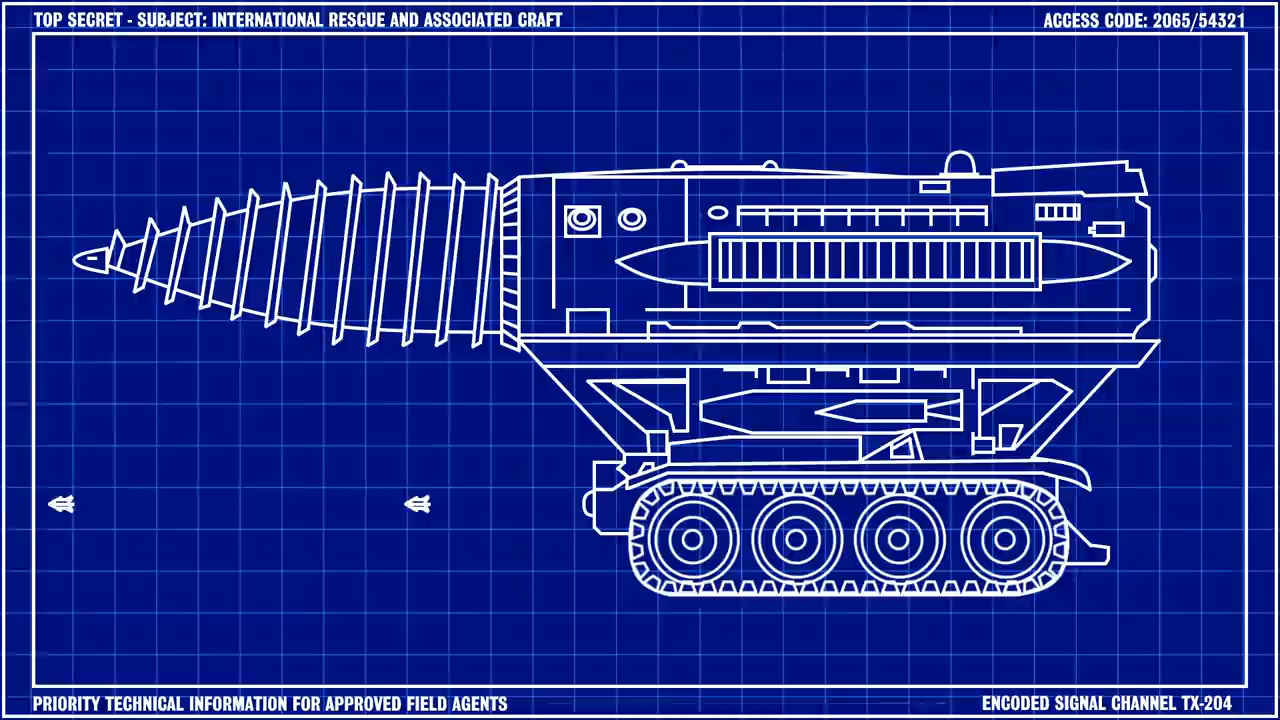 TOP SECRET - SUBJECT: INTERNATIONAL RESCUE AND ASSOCIATED CRAFT
ACCESS CODE: 2065/54321
PRIORITY TECHNICAL INFORMATION FOR APPROVED FIELD AGENTS
ENCODED SIGNAL CHANNEL TX-204